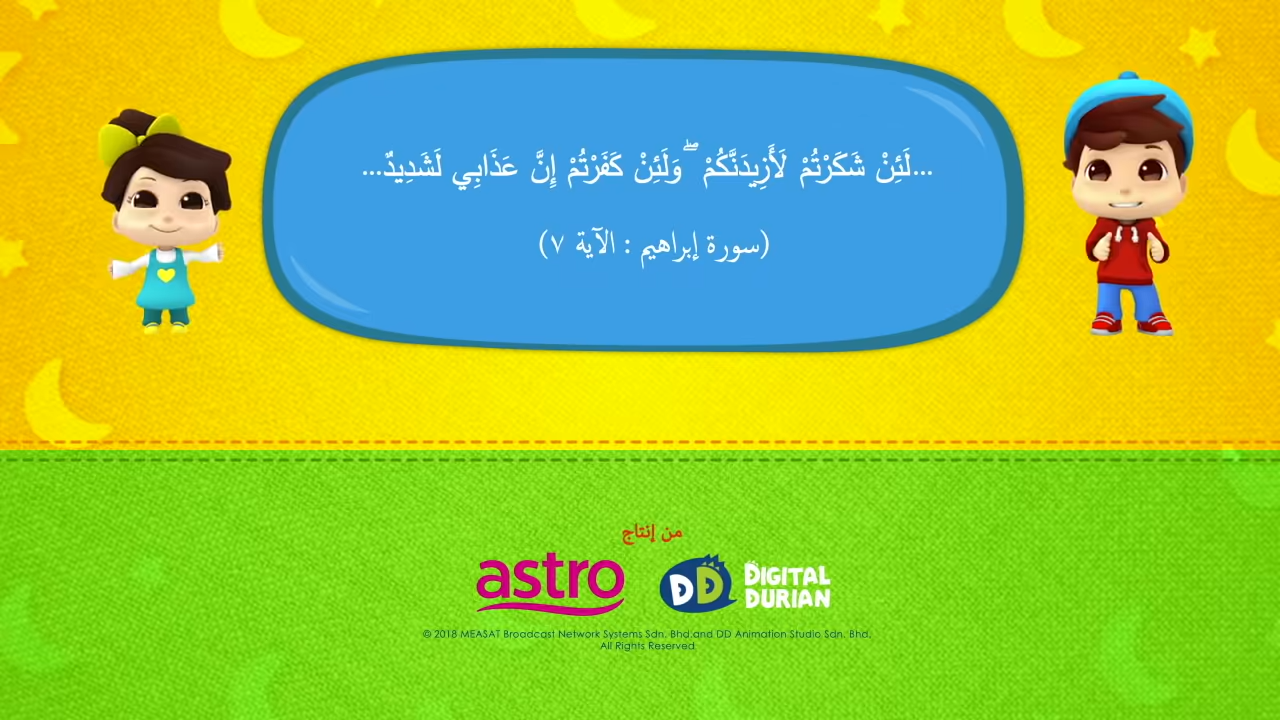 ...لَئِنْ شَكَرْتُمْ لَأَزِيدَنَّكُمْ ۖ وَلَئِنْ كَفَرْتُمْ إِنَّ عَذَابِي لَشَدِيدٌ...
(سورة إبراهيم : الآية ٧)
من إنتاج
astro DD DIGITAL DURIAN
© 2018 MEASAT Broadcast Network Systems Sdn. Bhd.and DD Animation Studio Sdn. Bhd.
All Rights Reserved.